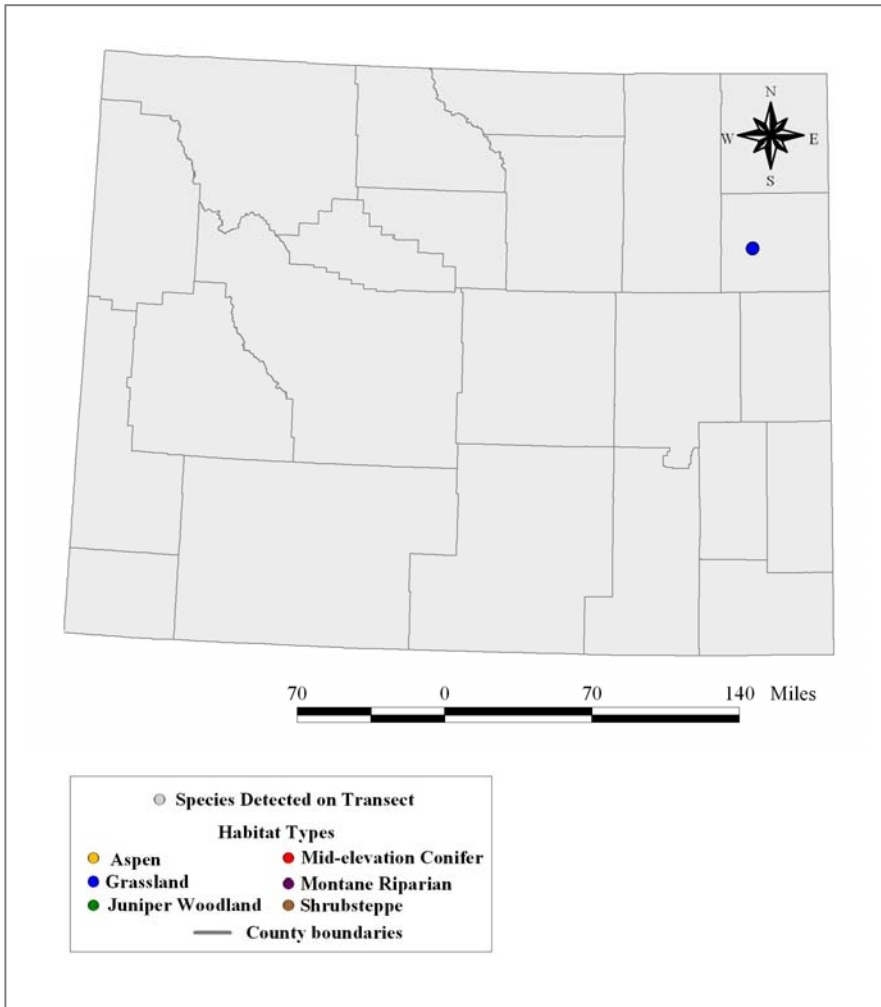 N
W E
S
70 0 70 140 Miles
Species Detected on Transect
Habitat Types
Aspen Mid-elevation Conifer
Grassland Montane Riparian
Juniper Woodland Shrubsteppe
County boundaries